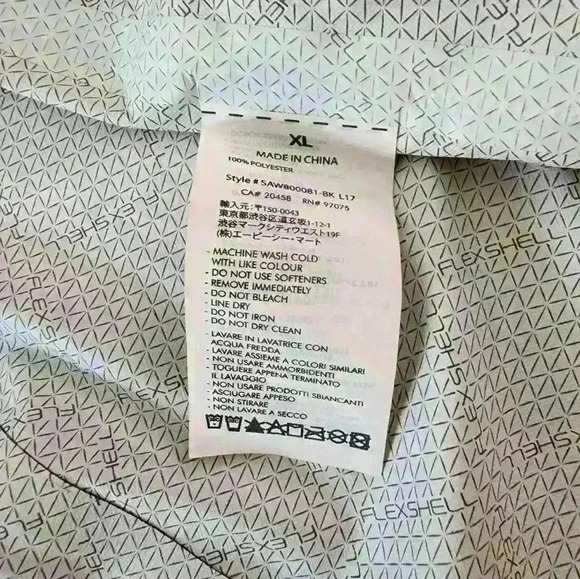 XL
MADE IN CHINA
100% POLYESTER
Style # SAW800081-BK L17
CA# 20458 RN# 97075
輸入元：〒150-0043
東京都渋谷区道玄坂1-12-1
渋谷マークシティウエスト19F
(株)エービーシー・マート
- MACHINE WASH COLD
WITH LIKE COLOUR
- DO NOT USE SOFTENERS
- REMOVE IMMEDIATELY
- DO NOT BLEACH
- LINE DRY
- DO NOT IRON
- DO NOT DRY CLEAN
- LAVARE IN LAVATRICE CON
ACQUA FREDDA
- LAVARE ASSIEME A COLORI SIMILARI
- NON USARE AMMORBIDENTI
- TOGLIERE APPENA TERMINATO
IL LAVAGGIO
- NON USARE PRODOTTI SBIANCANTI
- ASCIUGARE APPESO
- NON STIRARE
- NON LAVARE A SECCO
FLEXSHELL
FLEXSHELL
FLEXSHELL
FLEXSHELL